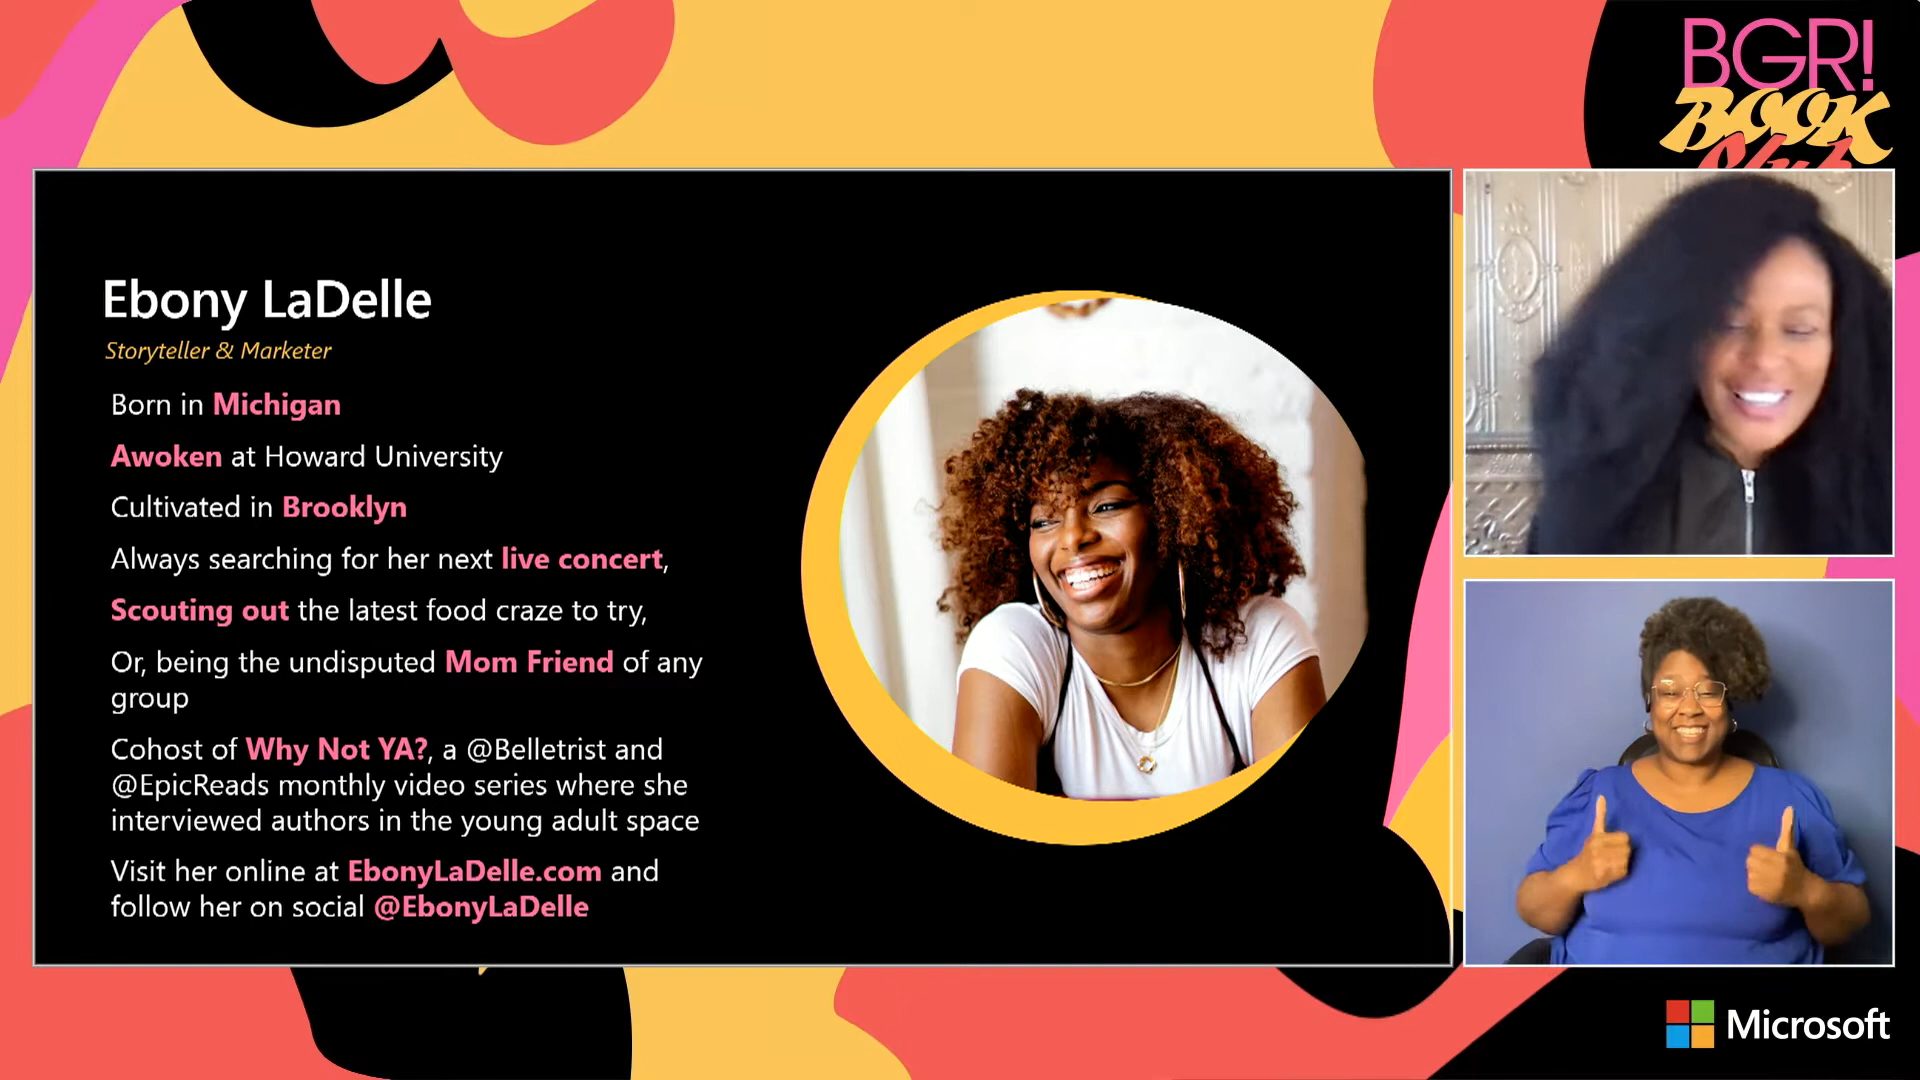 BGR!
BOOK
Club
Ebony LaDelle
Storyteller & Marketer
Born in Michigan
Awoken at Howard University
Cultivated in Brooklyn
Always searching for her next live concert,
Scouting out the latest food craze to try,
Or, being the undisputed Mom Friend of any
group
Cohost of Why Not YA?, a @Belletrist and
@EpicReads monthly video series where she
interviewed authors in the young adult space
Visit her online at EbonyLaDelle.com and
follow her on social @EbonyLaDelle
Microsoft